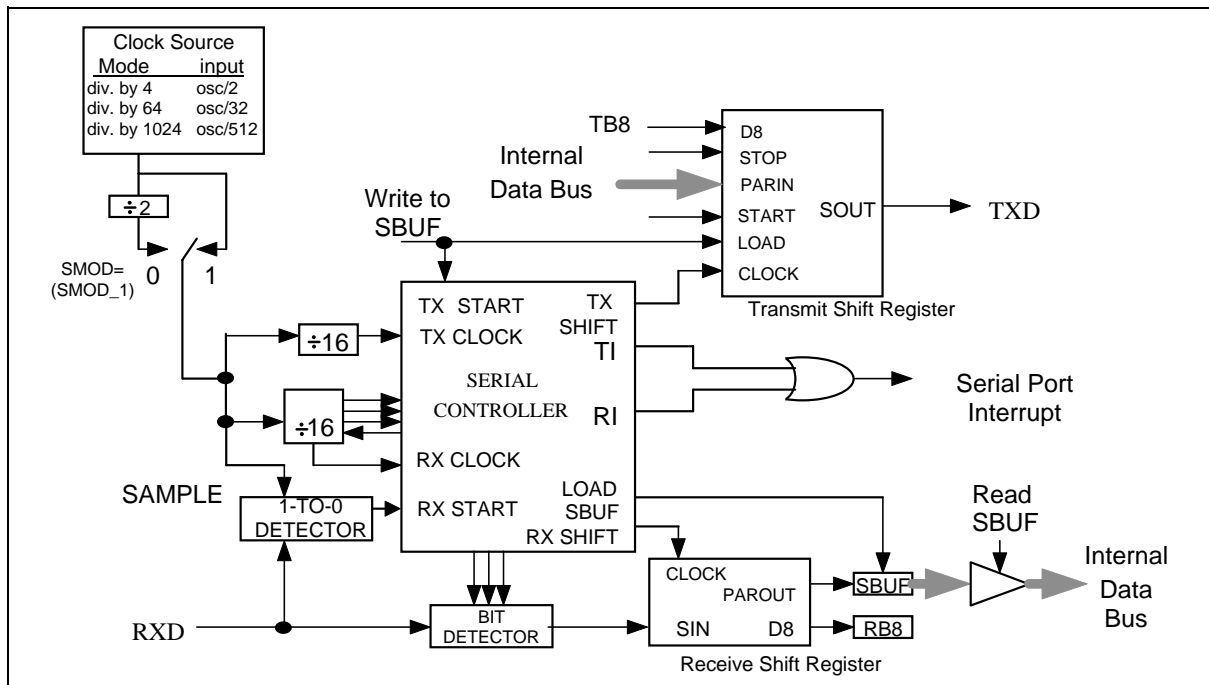 Clock Source
Mode input
div. by 4 osc/2
div. by 64 osc/32
div. by 1024 osc/512
÷2
SMOD=
(SMOD_1)
0 1
Write to
SBUF
TB8
Internal
Data Bus
D8
STOP
PARIN
START
LOAD
CLOCK
SOUT
TXD
Transmit Shift Register
÷16
÷16
TX START
TX CLOCK
SERIAL
CONTROLLER
RX CLOCK
RX START
TX
SHIFT
TI
RI
LOAD
SBUF
RX SHIFT
Serial Port
Interrupt
SAMPLE
1-TO-0
DETECTOR
RXD
BIT
DETECTOR
CLOCK
PAROUT
SIN D8
Receive Shift Register
SBUF
RB8
Read
SBUF
Internal
Data
Bus